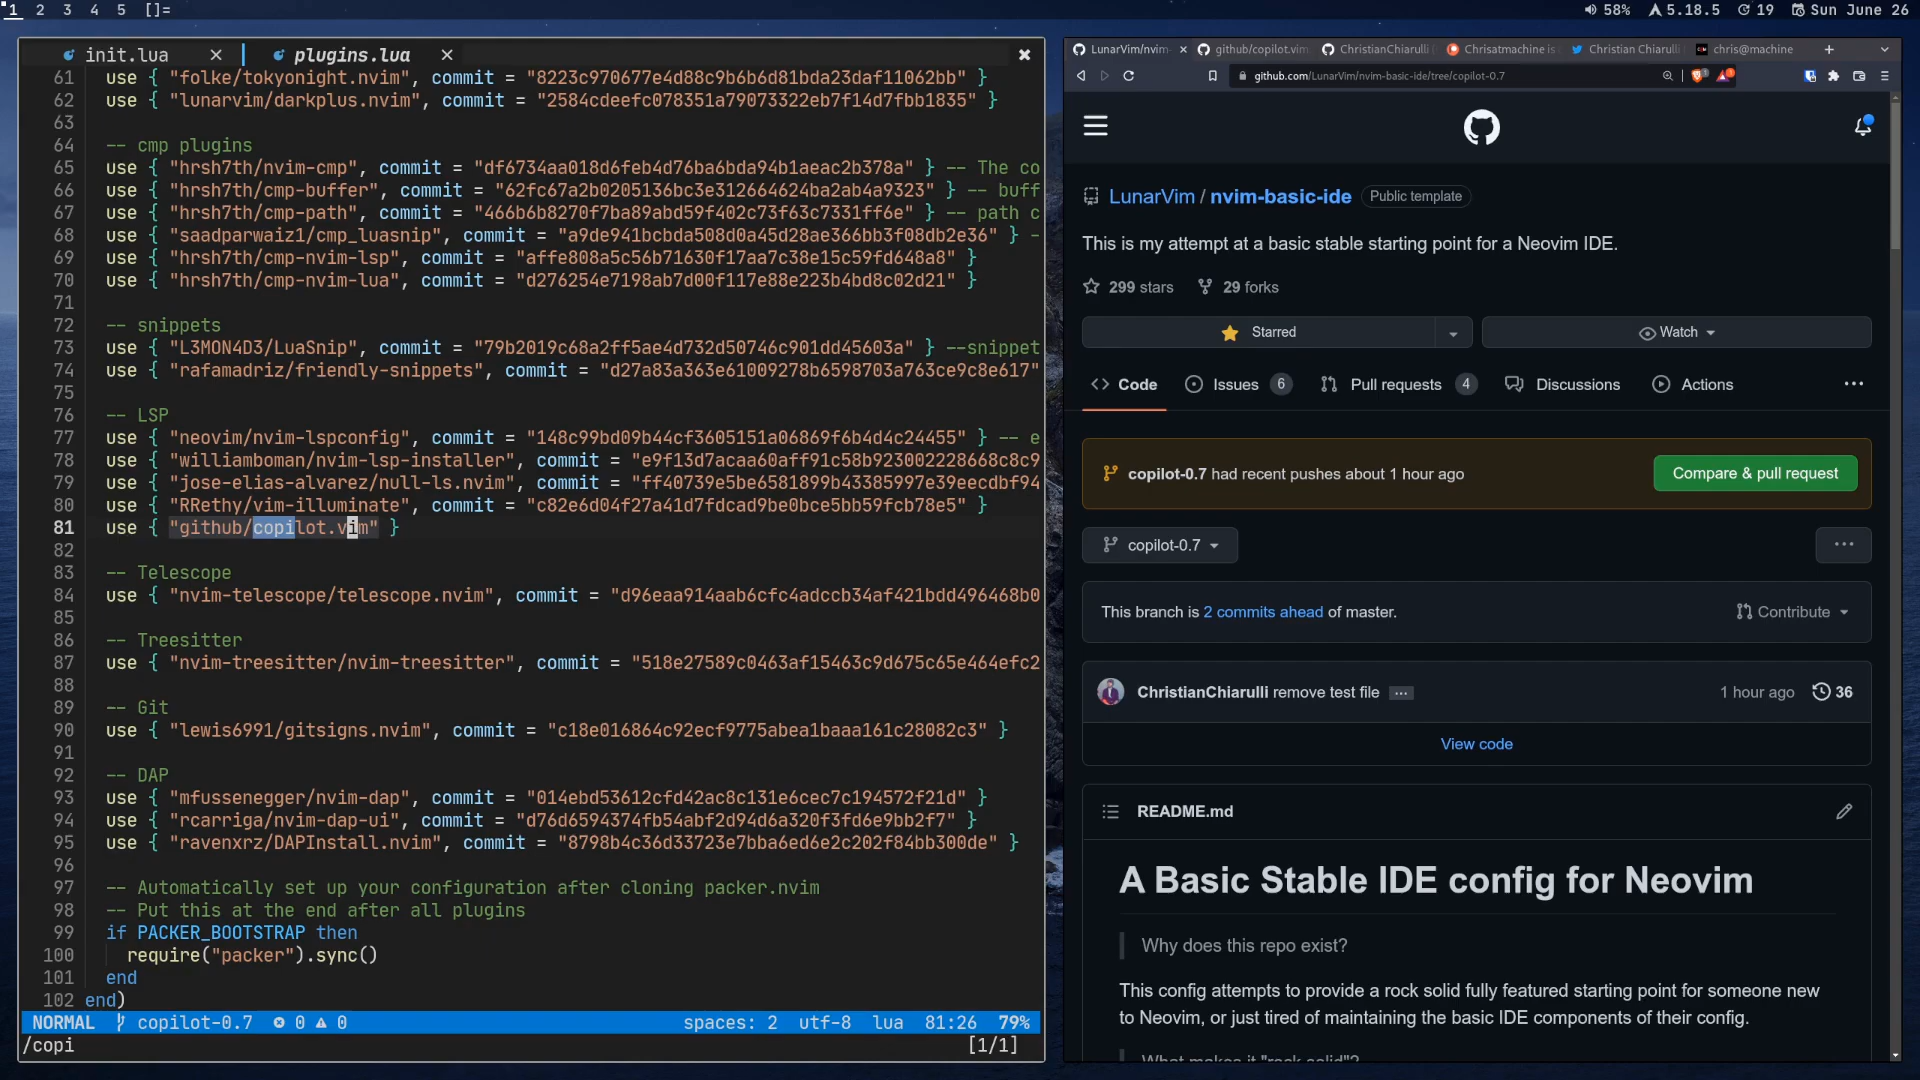 1 2 3 4 5 []=
58% 5.18.5 19 Sun June 26
init.lua plugins.lua
61 use { "folke/tokyonight.nvim", commit = "8223c970677e4d88c9b6b6d81bda23daf11062bb" }
62 use { "lunarvim/darkplus.nvim", commit = "2584cdeefc078351a79073322eb7f14d7fbb1835" }
63
64 -- cmp plugins
65 use { "hrsh7th/nvim-cmp", commit = "df6734aa018d6feb4d76ba6bda94b1aeac2b378a" } -- The co
66 use { "hrsh7th/cmp-buffer", commit = "62fc67a2b0205136bc3e312664624ba2ab4a9323" } -- buff
67 use { "hrsh7th/cmp-path", commit = "466b6b8270f7ba89abd59f402c73f63c7331ff6e" } -- path c
68 use { "saadparwaiz1/cmp_luasnip", commit = "a9de941bcbda508d0a45d28ae366bb3f08db2e36" } -
69 use { "hrsh7th/cmp-nvim-lsp", commit = "affe808a5c56b71630f17aa7c38e15c59fd648a8" }
70 use { "hrsh7th/cmp-nvim-lua", commit = "d276254e7198ab7d00f117e88e223b4bd8c02d21" }
71
72 -- snippets
73 use { "L3MON4D3/LuaSnip", commit = "79b2019c68a2ff5ae4d732d50746c901dd45603a" } --snippet
74 use { "rafamadriz/friendly-snippets", commit = "d27a83a363e61009278b6598703a763ce9c8e617"
75
76 -- LSP
77 use { "neovim/nvim-lspconfig", commit = "148c99bd09b44cf3605151a06869f6b4d4c24455" } -- e
78 use { "williamboman/nvim-lsp-installer", commit = "e9f13d7acaa60aff91c58b923002228668c8c9
79 use { "jose-elias-alvarez/null-ls.nvim", commit = "ff40739e5be6581899b43385997e39eecdbf94
80 use { "RRethy/vim-illuminate", commit = "c82e6d04f27a41d7fdcad9be0bce5bb59fcb78e5" }
81 use { "github/copilot.vim" }
82
83 -- Telescope
84 use { "nvim-telescope/telescope.nvim", commit = "d96eaa914aab6cfc4adccb34af421bdd496468b0
85
86 -- Treesitter
87 use { "nvim-treesitter/nvim-treesitter", commit = "518e27589c0463af15463c9d675c65e464efc2
88
89 -- Git
90 use { "lewis6991/gitsigns.nvim", commit = "c18e016864c92ecf9775abea1baaa161c28082c3" }
91
92 -- DAP
93 use { "mfussenegger/nvim-dap", commit = "014ebd53612cfd42ac8c131e6cec7c194572f21d" }
94 use { "rcarriga/nvim-dap-ui", commit = "d76d6594374fb54abf2d94d6a320f3fd6e9bb2f7" }
95 use { "ravenxrz/DAPInstall.nvim", commit = "8798b4c36d33723e7bba6ed6e2c202f84bb300de" }
96
97 -- Automatically set up your configuration after cloning packer.nvim
98 -- Put this at the end after all plugins
99 if PACKER_BOOTSTRAP then
100 require("packer").sync()
101 end
102 end)
NORMAL copilot-0.7 0 0 spaces: 2 utf-8 lua 81:26 79%
/copi [1/1]
LunarVim/nvim- github/copilot.vim ChristianChiarulli Chrisatmachine is Christian Chiarulli chris@machine
github.com/LunarVim/nvim-basic-ide/tree/copilot-0.7
LunarVim / nvim-basic-ide Public template
This is my attempt at a basic stable starting point for a Neovim IDE.
299 stars 29 forks
Starred Watch
Code Issues 6 Pull requests 4 Discussions Actions
copilot-0.7 had recent pushes about 1 hour ago Compare & pull request
copilot-0.7
This branch is 2 commits ahead of master. Contribute
ChristianChiarulli remove test file 1 hour ago 36
View code
README.md
A Basic Stable IDE config for Neovim
Why does this repo exist?
This config attempts to provide a rock solid fully featured starting point for someone new
to Neovim, or just tired of maintaining the basic IDE components of their config.
What makes it "rock solid"?